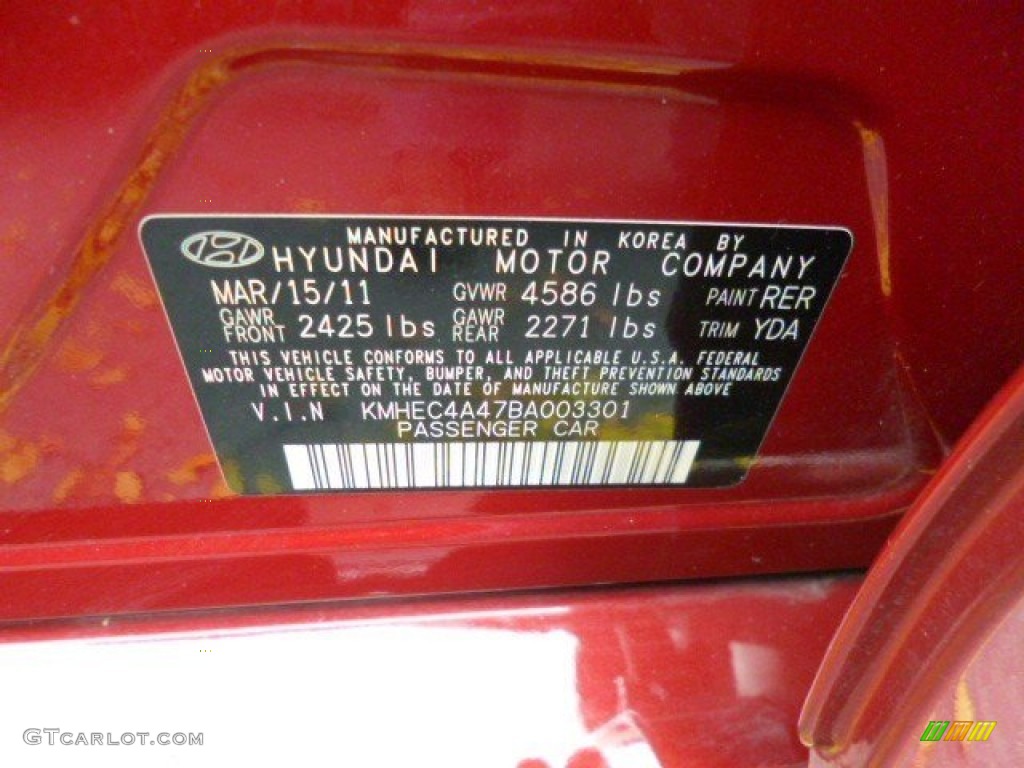 MANUFACTURED IN KOREA BY
HYUNDAI MOTOR COMPANY
MAR/15/11 GVWR 4586 lbs PAINT RER
GAWR FRONT 2425 lbs GAWR REAR 2271 lbs TRIM YDA
THIS VEHICLE CONFORMS TO ALL APPLICABLE U.S.A. FEDERAL
MOTOR VEHICLE SAFETY, BUMPER, AND THEFT PREVENTION STANDARDS
IN EFFECT ON THE DATE OF MANUFACTURE SHOWN ABOVE
V.I.N KMHEC4A47BA003301
PASSENGER CAR
GTCARLOT.COM